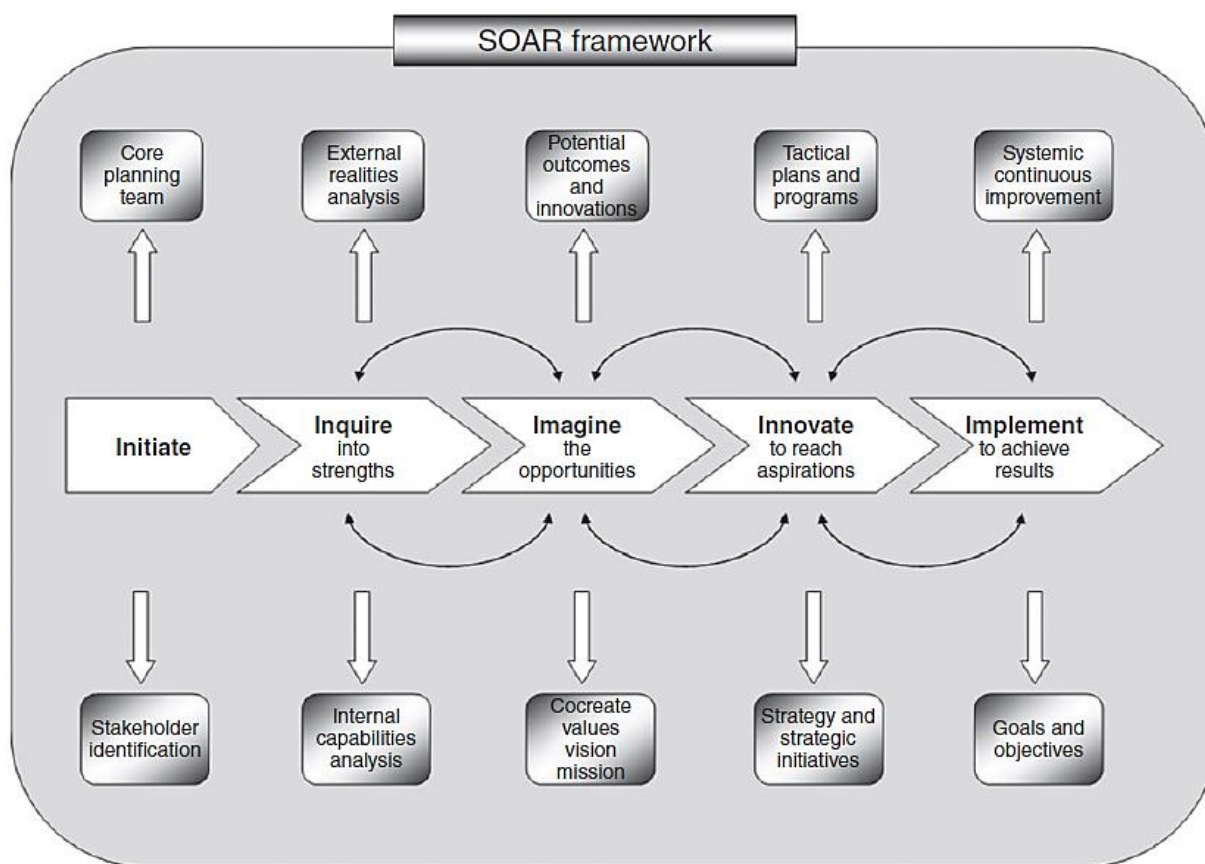 SOAR framework
Core
planning
team
External
realities
analysis
Potential
outcomes
and
innovations
Tactical
plans and
programs
Systemic
continuous
improvement
Initiate
Inquire
into
strengths
Imagine
the
opportunities
Innovate
to reach
aspirations
Implement
to achieve
results
Stakeholder
identification
Internal
capabilities
analysis
Cocreate
values
vision
mission
Strategy and
strategic
initiatives
Goals and
objectives